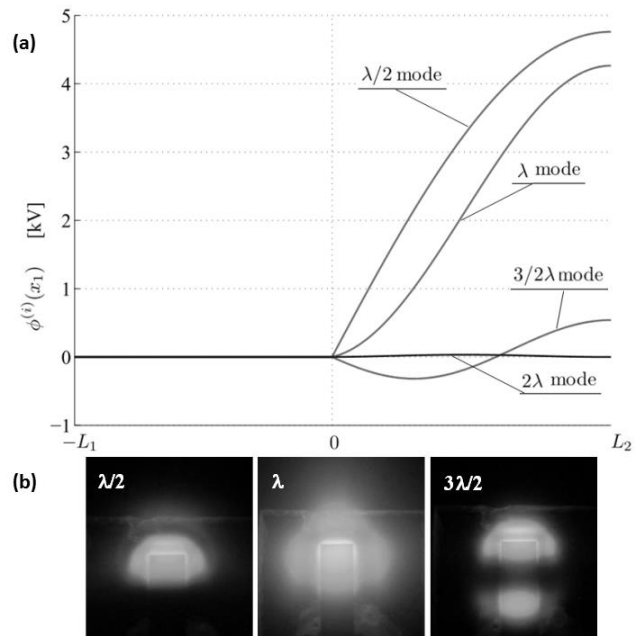 (a)
5
4
3
2
1
0
−1
ϕ⁽ⁱ⁾(x₁) [kV]
λ/2 mode
λ mode
3/2λ mode
2λ mode
−L₁ 0 L₂
(b)
λ/2 λ 3λ/2